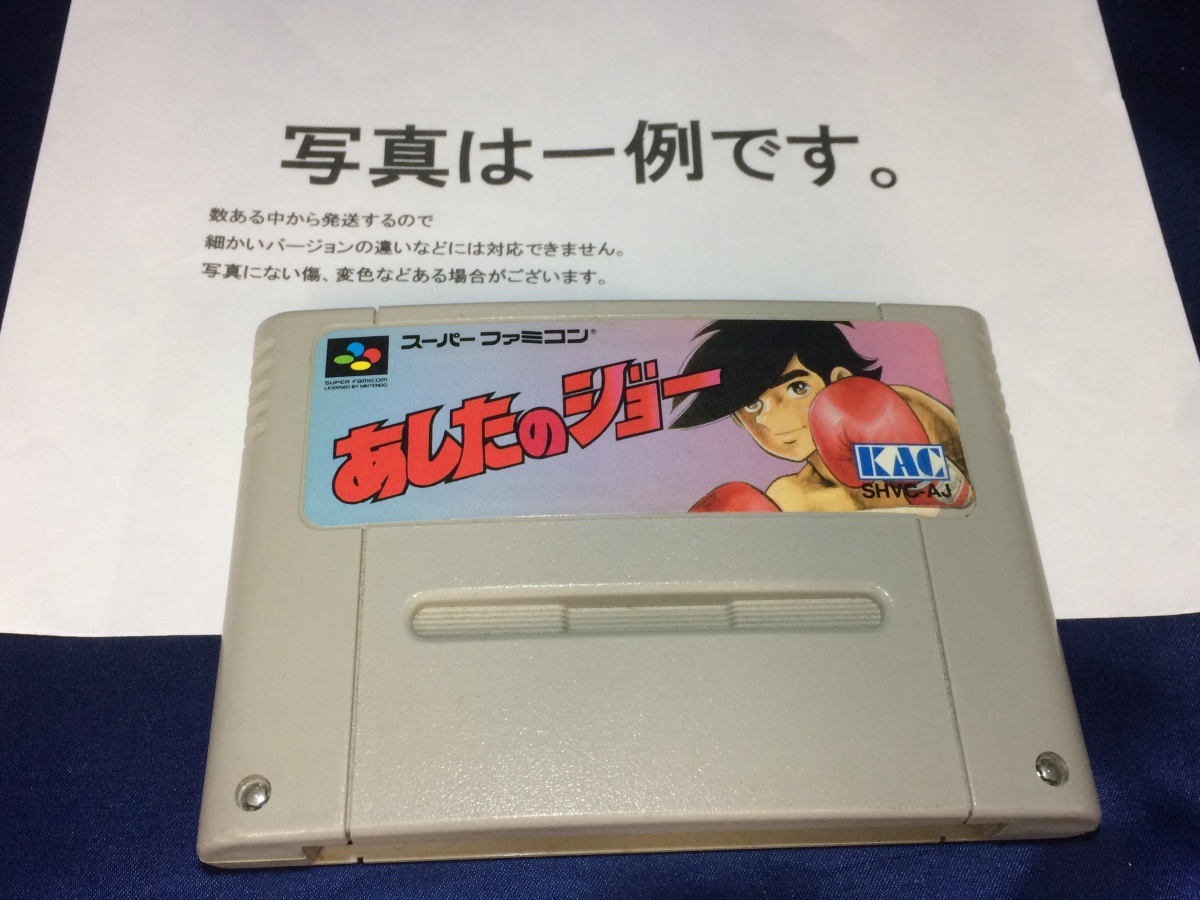 写真は一例です。
数ある中から発送するので
細かいバージョンの違いなどには対応できません。
写真にない傷、変色などある場合がございます。
スーパーファミコン®
SUPER FAMICOM
LICENSED BY NINTENDO
あしたのジョー
KAC
SHVC-AJ